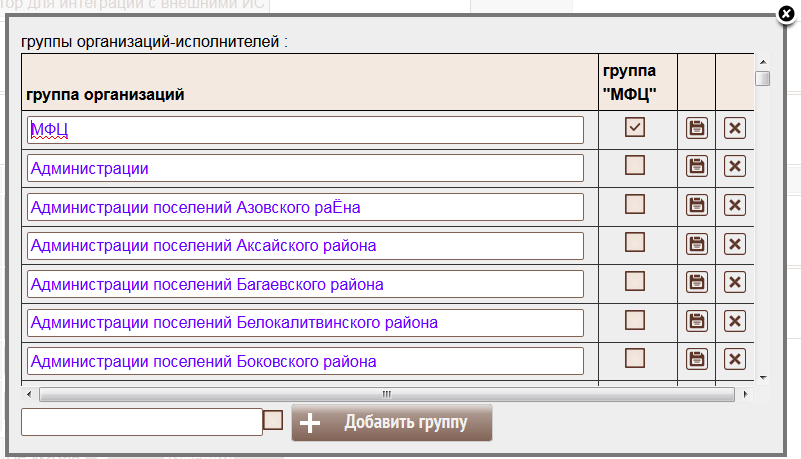 тор для интеграции с внешними ИС
группы организаций-исполнителей :
группа организаций
группа
"МФЦ"
МФЦ
Администрации
Администрации поселений Азовского раЁна
Администрации поселений Аксайского района
Администрации поселений Багаевского района
Администрации поселений Белокалитвинского района
Администрации поселений Боковского района
Добавить группу